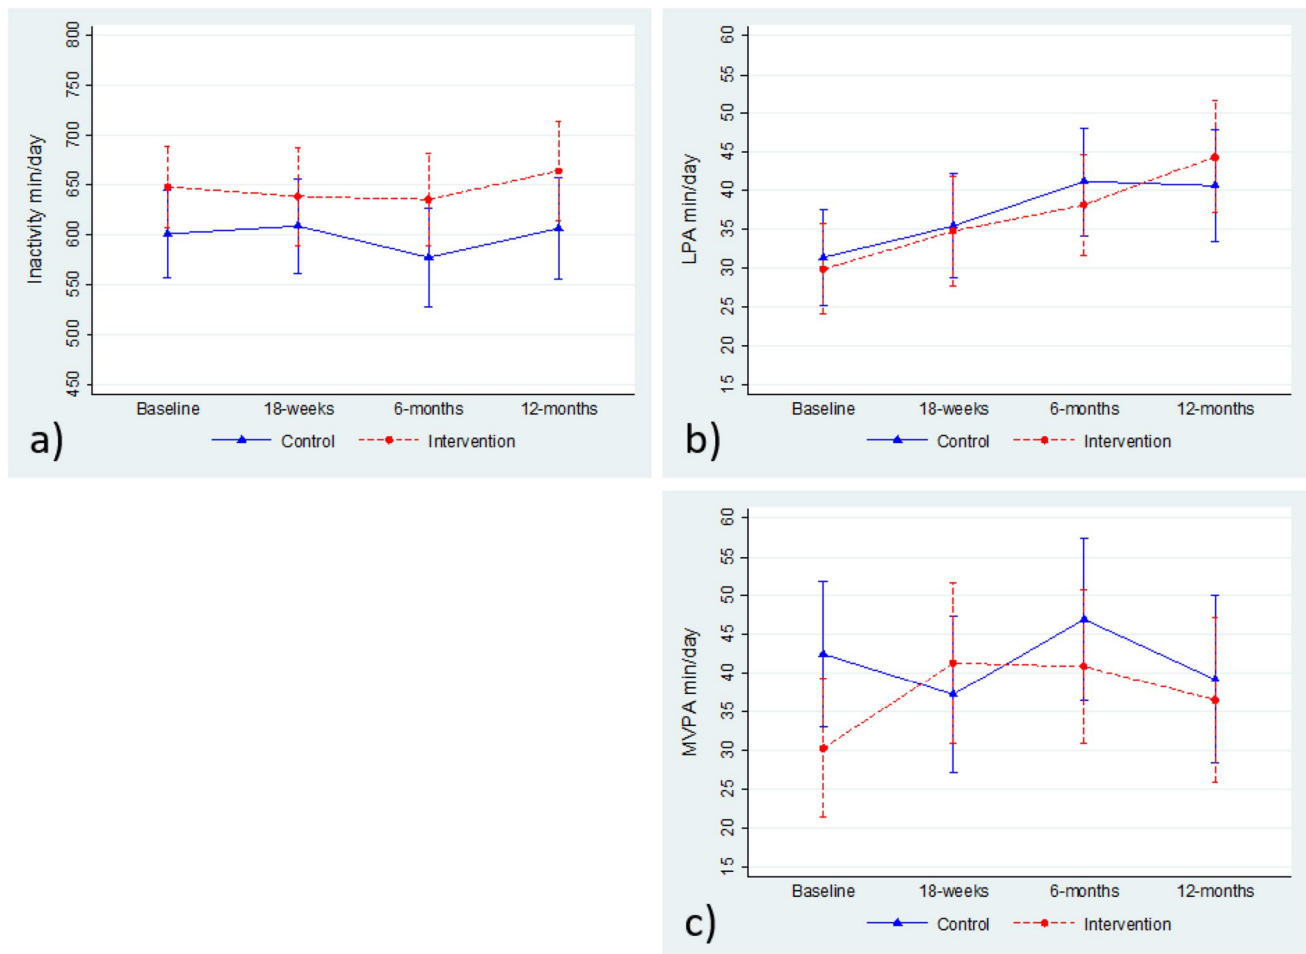 Inactivity min/day
800
750
700
650
600
550
500
450
Baseline 18-weeks 6-months 12-months
Control Intervention
a)
LPA min/day
60
55
50
45
40
35
30
25
20
15
Baseline 18-weeks 6-months 12-months
Control Intervention
b)
MVPA min/day
60
55
50
45
40
35
30
25
20
15
Baseline 18-weeks 6-months 12-months
Control Intervention
c)